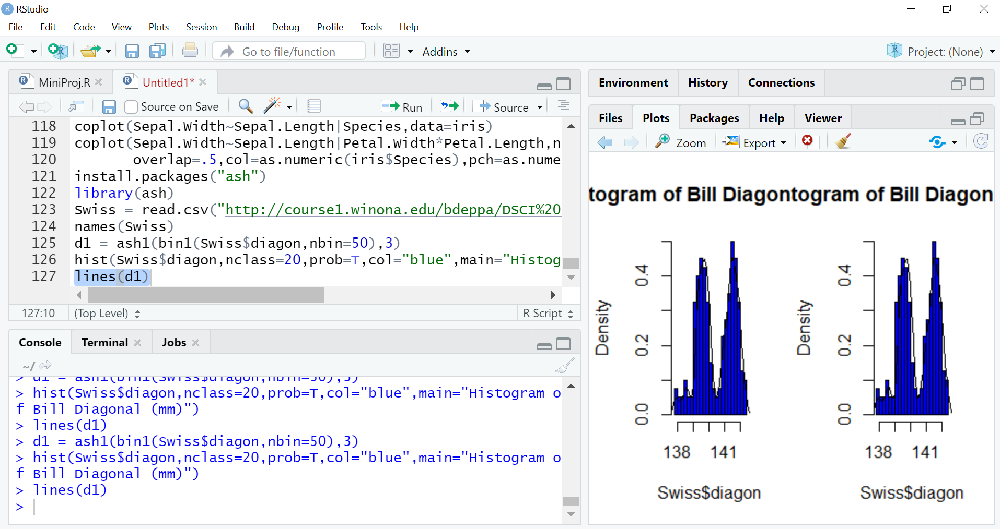 RStudio
File Edit Code View Plots Session Build Debug Profile Tools Help
Go to file/function Addins Project: (None)
MiniProj.R Untitled1*
Source on Save Run Source
118 coplot(Sepal.Width~Sepal.Length|Species,data=iris)
119 coplot(Sepal.Width~Sepal.Length|Petal.Width*Petal.Length,n
120 overlap=.5,col=as.numeric(iris$Species),pch=as.nume
121 install.packages("ash")
122 library(ash)
123 Swiss = read.csv("http://course1.winona.edu/bdeppa/DSCI%20
124 names(Swiss)
125 d1 = ash1(bin1(Swiss$diagon,nbin=50),3)
126 hist(Swiss$diagon,nclass=20,prob=T,col="blue",main="Histog
127 lines(d1)
127:10 (Top Level) R Script
Console Terminal Jobs
~/
> d1 = ash1(bin1(Swiss$diagon,nbin=50),3)
> hist(Swiss$diagon,nclass=20,prob=T,col="blue",main="Histogram o
f Bill Diagonal (mm)")
> lines(d1)
> d1 = ash1(bin1(Swiss$diagon,nbin=50),3)
> hist(Swiss$diagon,nclass=20,prob=T,col="blue",main="Histogram o
f Bill Diagonal (mm)")
> lines(d1)
>
Environment History Connections
Files Plots Packages Help Viewer
Zoom Export
togram of Bill Diagontogram of Bill Diagon
Density
0.4
0.2
0.0
138 141
Swiss$diagon
Density
0.4
0.2
0.0
138 141
Swiss$diagon